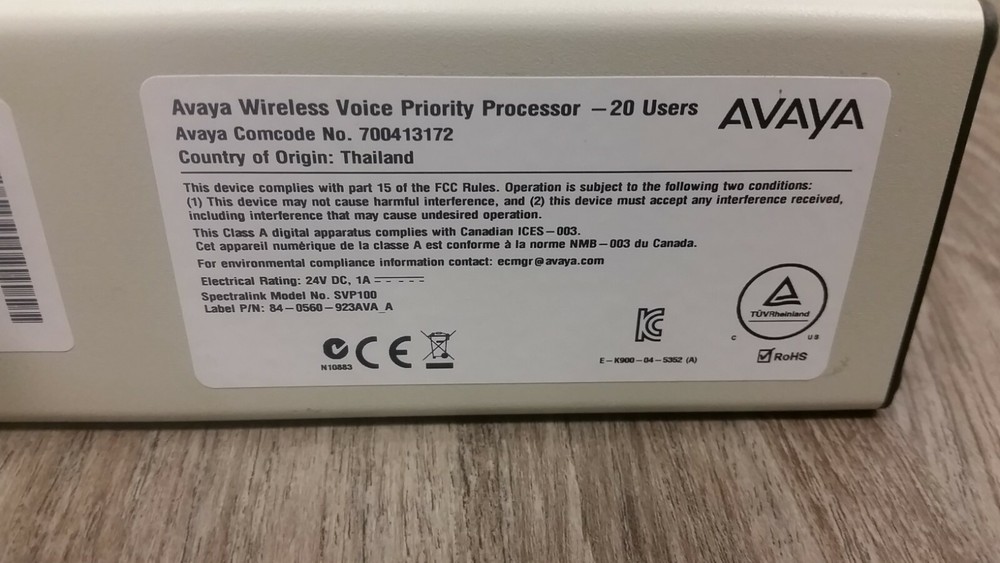 Avaya Wireless Voice Priority Processor – 20 Users
AVAYA
Avaya Comcode No. 700413172
Country of Origin: Thailand
This device complies with part 15 of the FCC Rules. Operation is subject to the following two conditions:
(1) This device may not cause harmful interference, and (2) this device must accept any interference received,
including interference that may cause undesired operation.
This Class A digital apparatus complies with Canadian ICES–003.
Cet appareil numérique de la classe A est conforme à la norme NMB–003 du Canada.
For environmental compliance information contact: ecmgr@avaya.com
Electrical Rating: 24V DC, 1A
Spectralink Model No. SVP100
Label P/N: 84–0560–923AVA_A
N10883
CE
E–K900–04–5352 (A)
TÜVRheinland
C US
RoHS